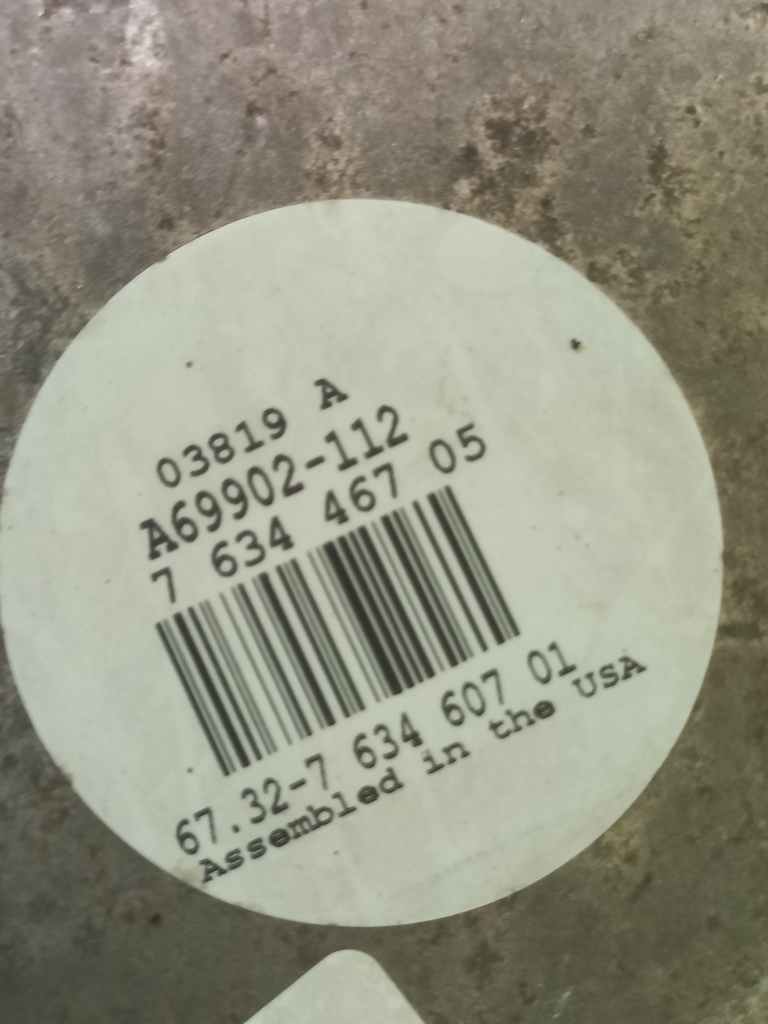 03819 A
A69902-112
7 634 467 05
67.32-7 634 607 01
Assembled in the USA